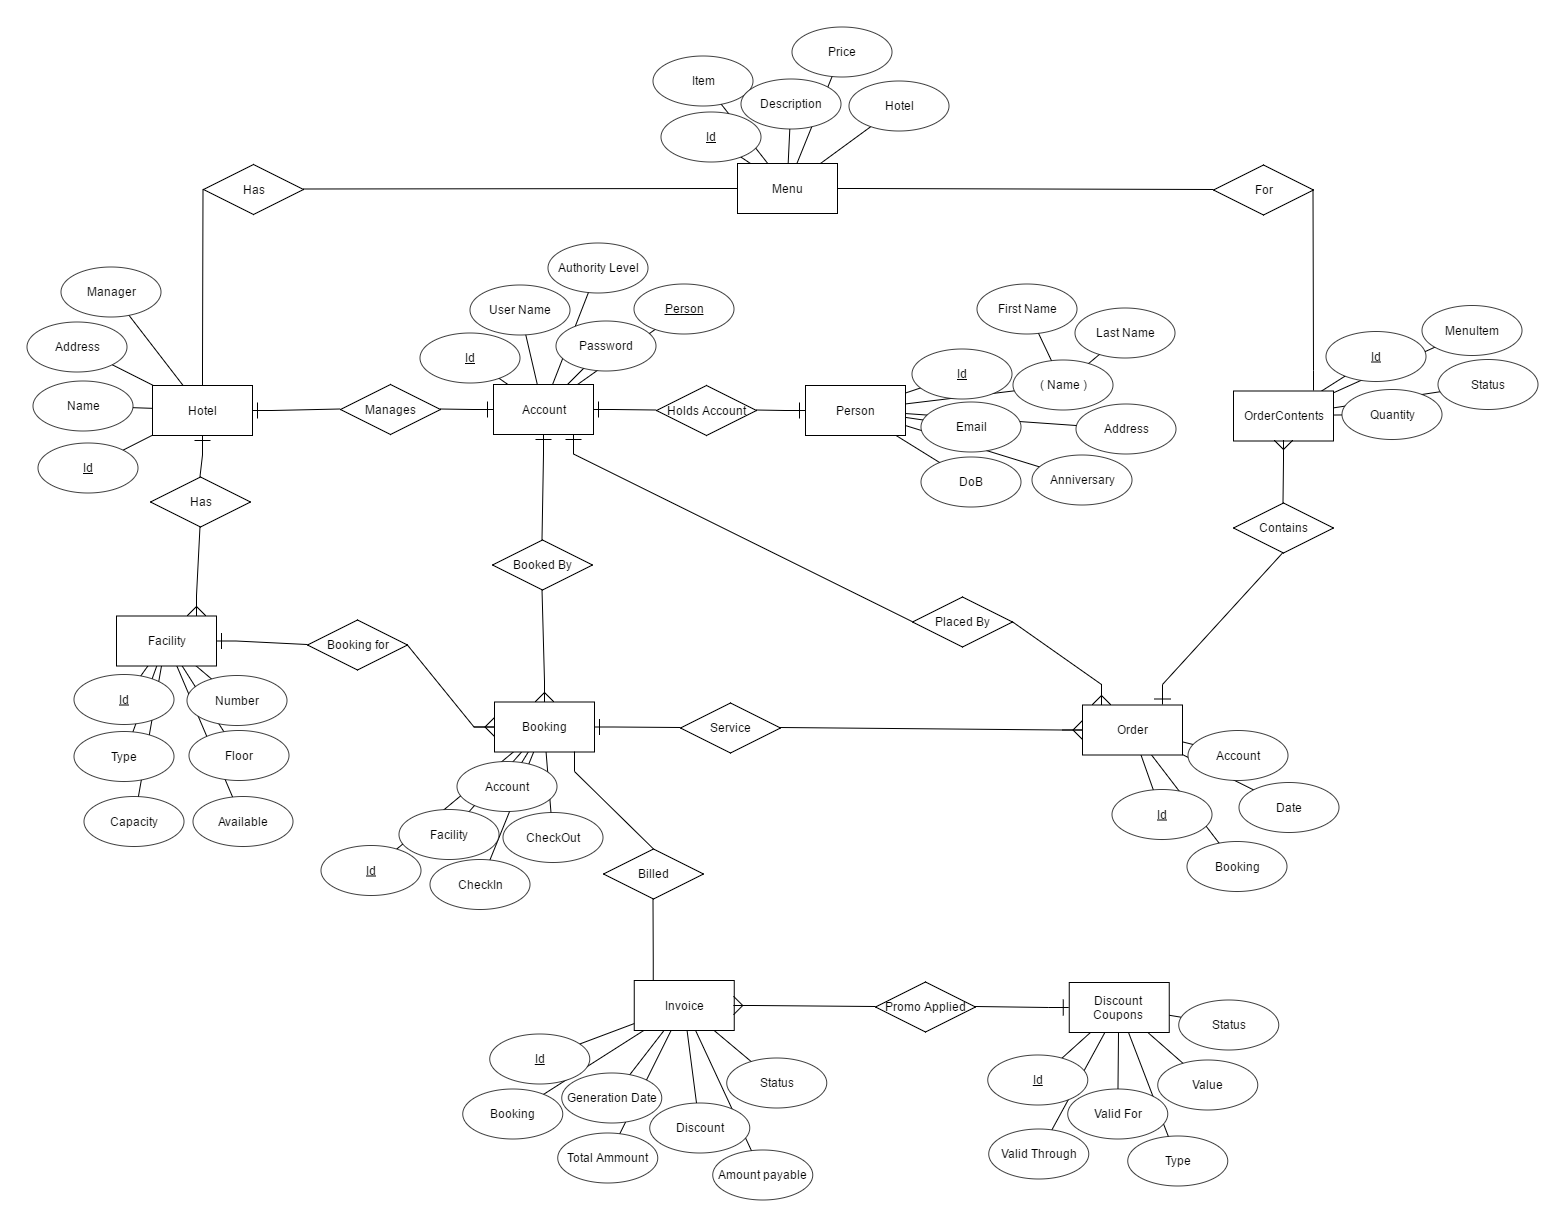 Price
Item
Description
Hotel
Id
Menu
Has
For
Manager
Authority Level
User Name
Person
First Name
Last Name
MenuItem
Address
Id
Password
Id
( Name )
Id
Status
Name
Hotel
Manages
Account
Holds Account
Person
Email
Address
OrderContents
Quantity
Id
DoB
Anniversary
Has
Contains
Booked By
Placed By
Facility
Booking for
Id
Number
Booking
Service
Order
Type
Floor
Account
Account
Capacity
Available
Facility
CheckOut
Id
Date
Id
CheckIn
Billed
Booking
Invoice
Promo Applied
Discount
Coupons
Status
Id
Generation Date
Status
Id
Value
Booking
Discount
Valid For
Total Ammount
Amount payable
Valid Through
Type